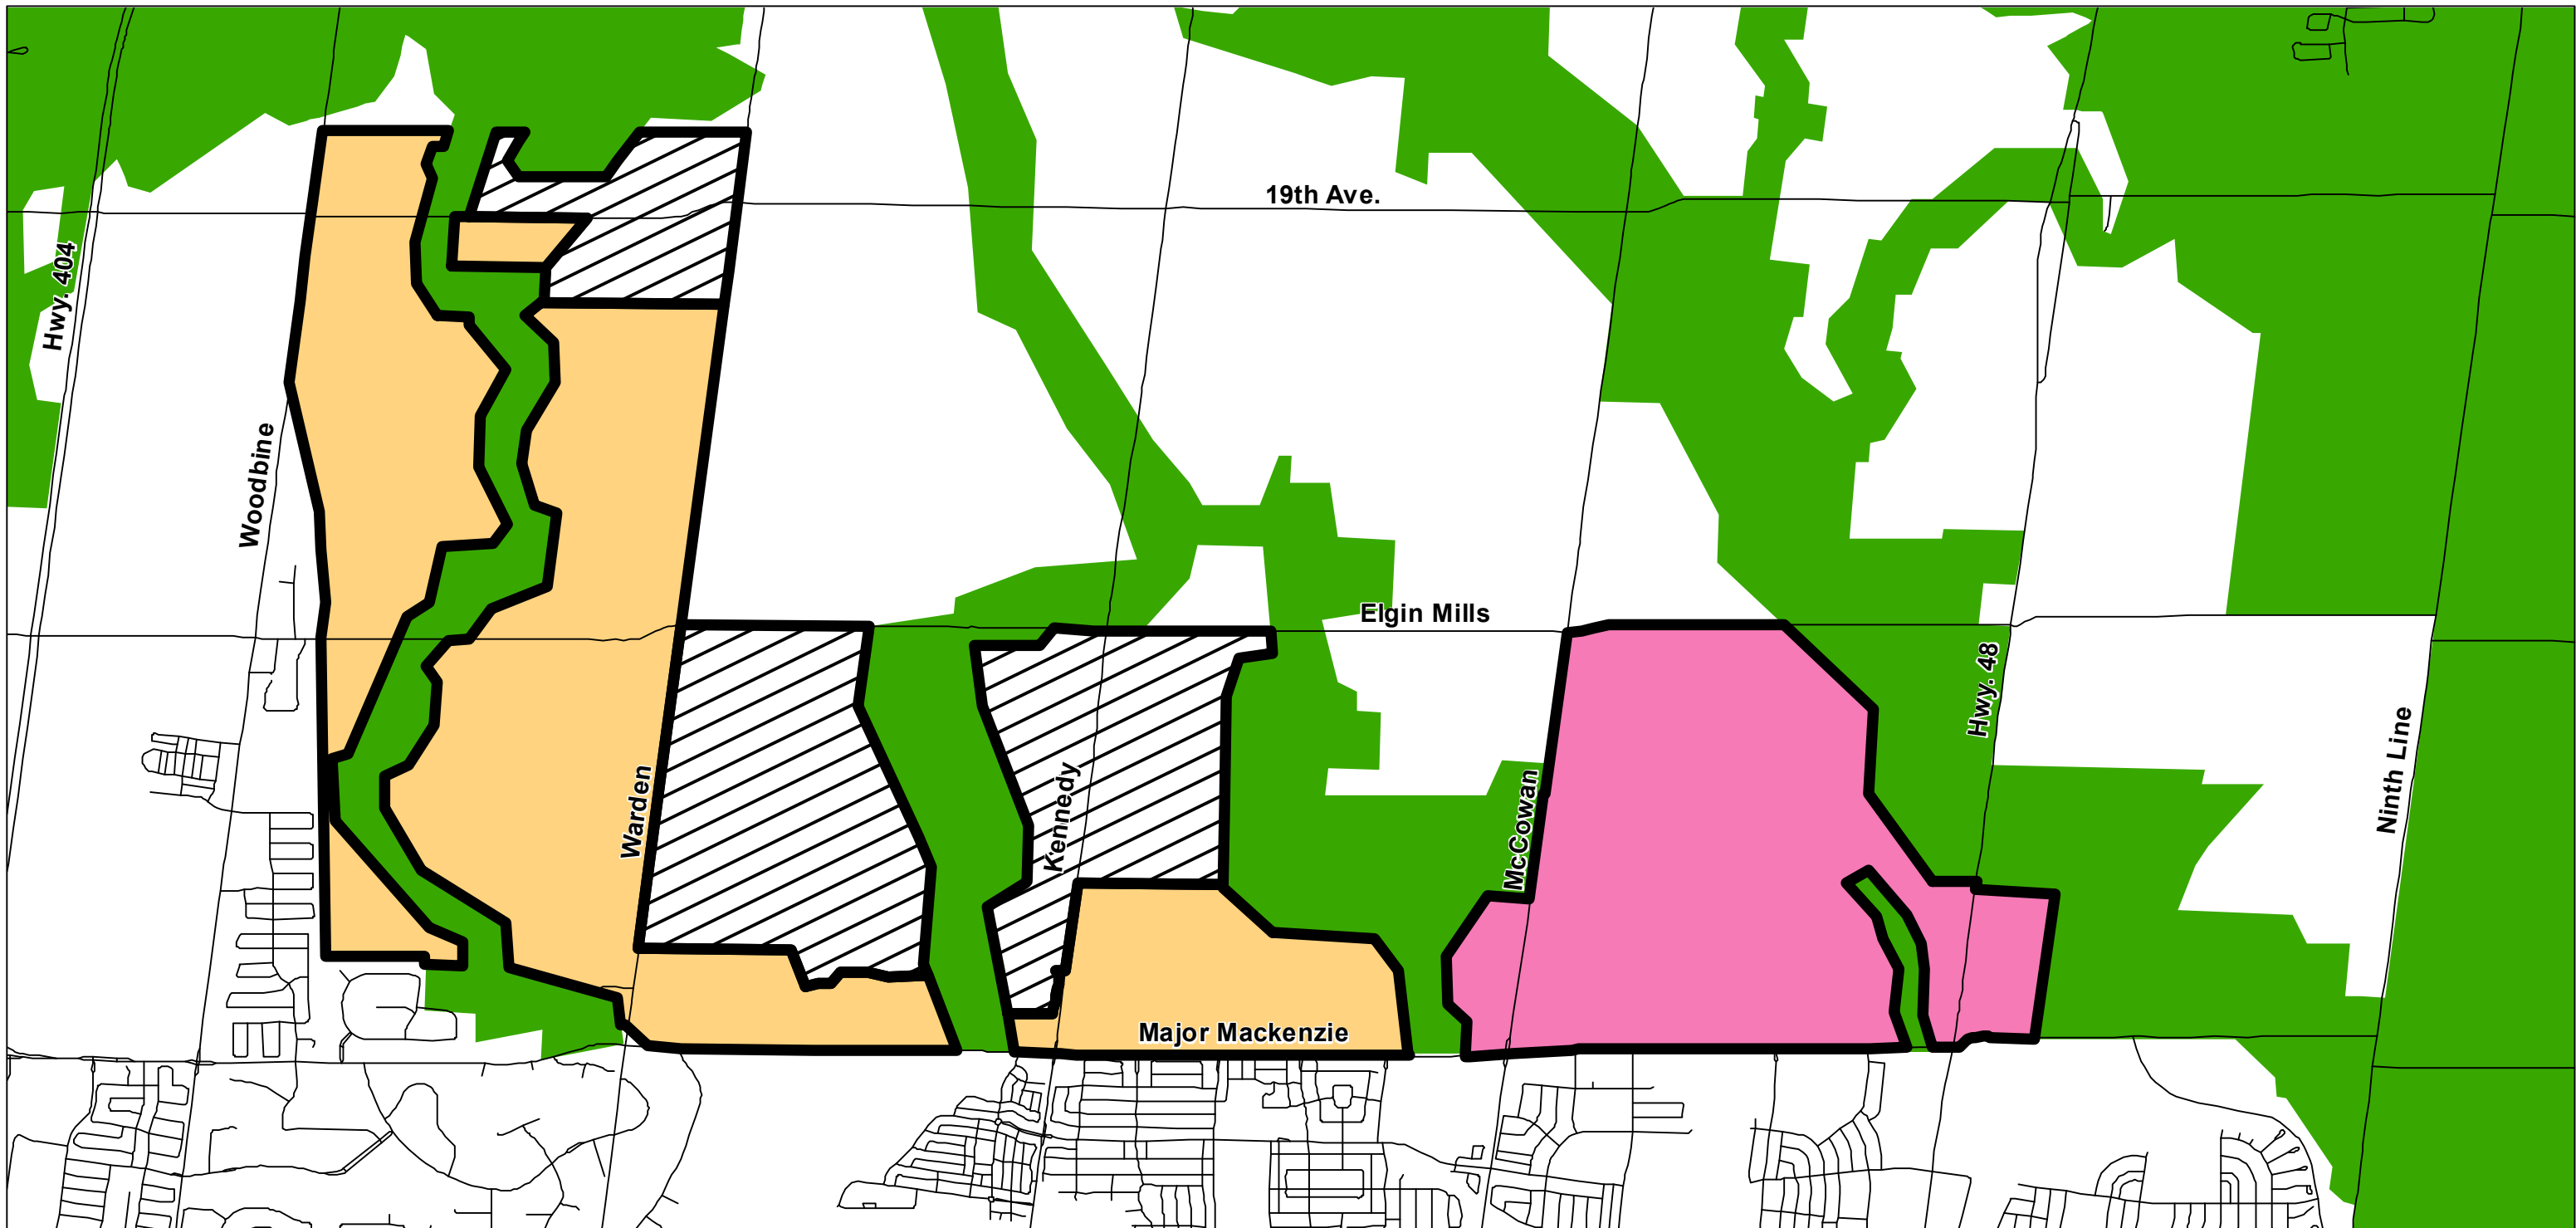 19th Ave.
Hwy. 404
Woodbine
Elgin Mills
Hwy. 48
Ninth Line
Warden
Kennedy
McCowan
Major Mackenzie